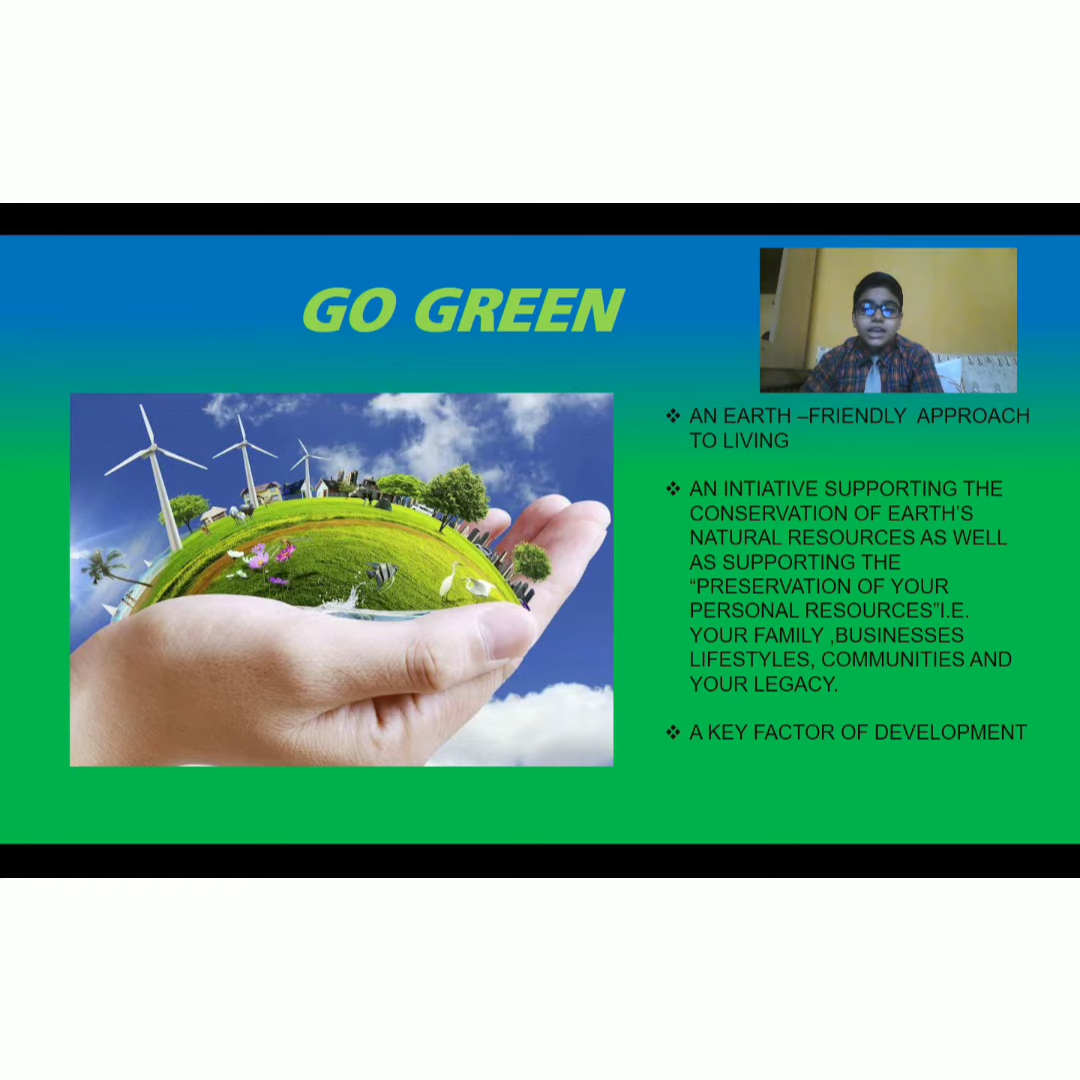 GO GREEN
❖ AN EARTH –FRIENDLY APPROACH
TO LIVING
❖ AN INTIATIVE SUPPORTING THE
CONSERVATION OF EARTH'S
NATURAL RESOURCES AS WELL
AS SUPPORTING THE
“PRESERVATION OF YOUR
PERSONAL RESOURCES”I.E.
YOUR FAMILY ,BUSINESSES
LIFESTYLES, COMMUNITIES AND
YOUR LEGACY.
❖ A KEY FACTOR OF DEVELOPMENT